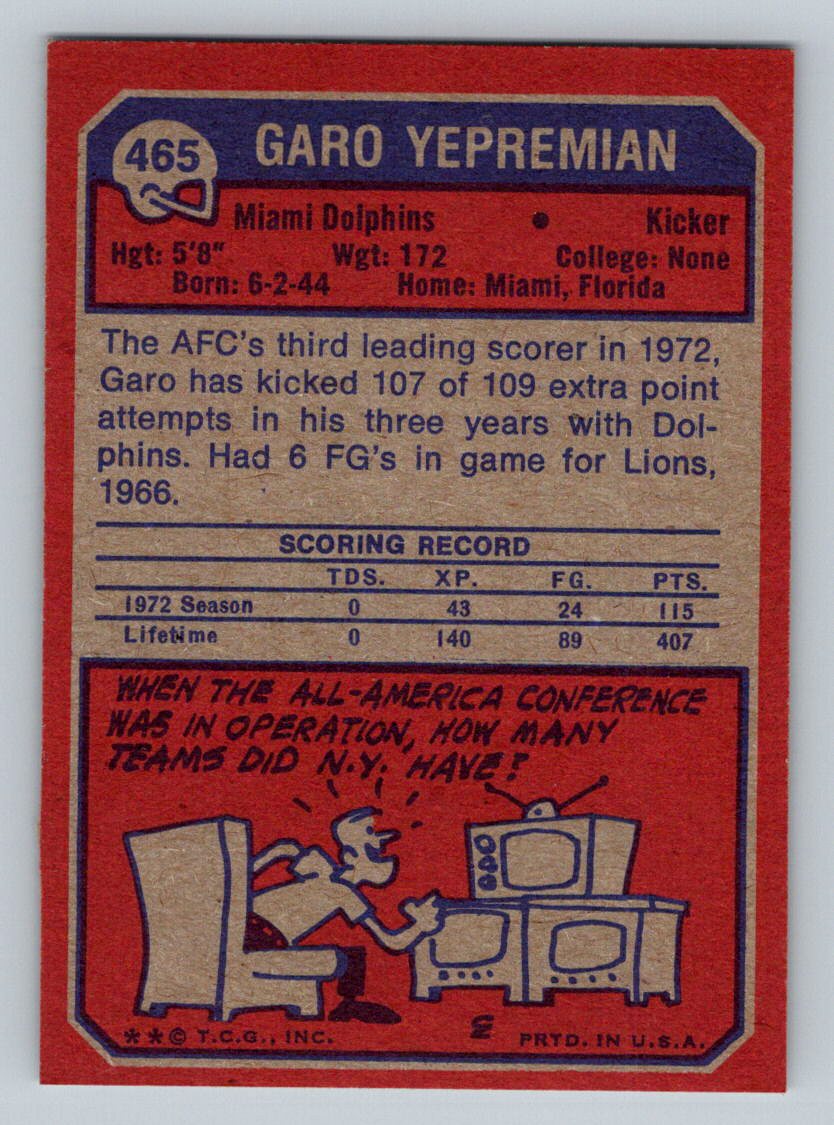 465 GARO YEPREMIAN
Miami Dolphins • Kicker
Hgt: 5'8" Wgt: 172 College: None
Born: 6-2-44 Home: Miami, Florida
The AFC's third leading scorer in 1972,
Garo has kicked 107 of 109 extra point
attempts in his three years with Dol-
phins. Had 6 FG's in game for Lions,
1966.
SCORING RECORD
TDS. XP. FG. PTS.
1972 Season 0 43 24 115
Lifetime 0 140 89 407
WHEN THE ALL-AMERICA CONFERENCE
WAS IN OPERATION, HOW MANY
TEAMS DID N.Y. HAVE?
**© T.C.G., INC. PRTD. IN U.S.A.